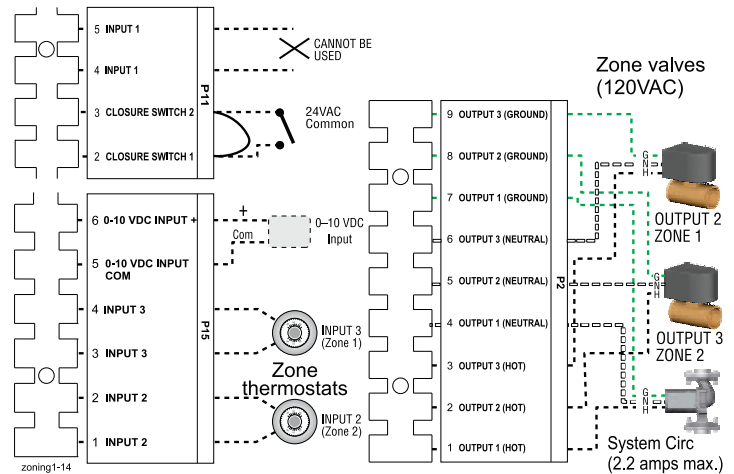 5 INPUT 1
4 INPUT 1
3 CLOSURE SWITCH 2
2 CLOSURE SWITCH 1
P11
CANNOT BE
USED
24VAC
Common
6 0-10 VDC INPUT +
5 0-10 VDC INPUT
COM
4 INPUT 3
3 INPUT 3
2 INPUT 2
1 INPUT 2
P15
+
Com
0–10 VDC
Input
INPUT 3
(Zone 1)
Zone
thermostats
INPUT 2
(Zone 2)
zoning1-14
9 OUTPUT 3 (GROUND)
8 OUTPUT 2 (GROUND)
7 OUTPUT 1 (GROUND)
6 OUTPUT 3 (NEUTRAL)
5 OUTPUT 2 (NEUTRAL)
4 OUTPUT 1 (NEUTRAL)
3 OUTPUT 3 (HOT)
2 OUTPUT 2 (HOT)
1 OUTPUT 1 (HOT)
P2
Zone valves
(120VAC)
G
N
H
OUTPUT 2
ZONE 1
G
N
H
OUTPUT 3
ZONE 2
G
N
H
System Circ
(2.2 amps max.)